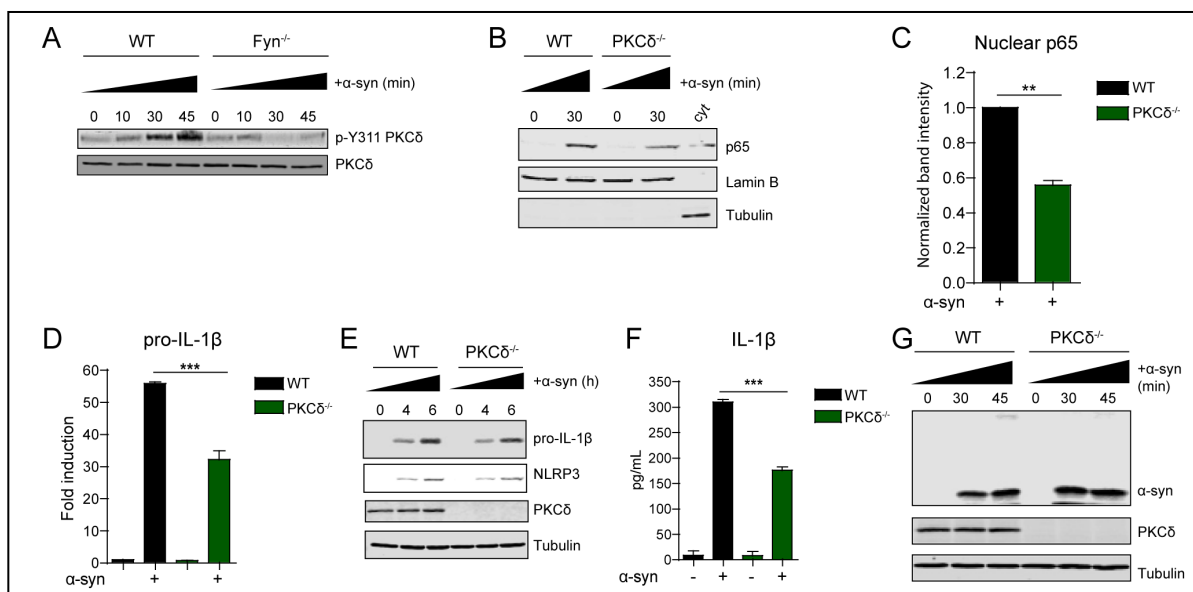 A
WT Fyn-/-
+α-syn (min)
0 10 30 45 0 10 30 45
p-Y311 PKCδ
PKCδ
B
WT PKCδ-/-
+α-syn (min)
0 30 0 30 cyt
p65
Lamin B
Tubulin
C
Nuclear p65
Normalized band intensity
1.2
1.0
0.8
0.6
0.4
0.2
0.0
**
WT
PKCδ-/-
α-syn + +
D
pro-IL-1β
Fold induction
60
50
40
30
20
10
0
***
WT
PKCδ-/-
α-syn + +
E
WT PKCδ-/-
+α-syn (h)
0 4 6 0 4 6
pro-IL-1β
NLRP3
PKCδ
Tubulin
F
IL-1β
pg/mL
350
300
250
200
150
100
50
0
***
WT
PKCδ-/-
α-syn - + - +
G
WT PKCδ-/-
+α-syn
(min)
0 30 45 0 30 45
α-syn
PKCδ
Tubulin